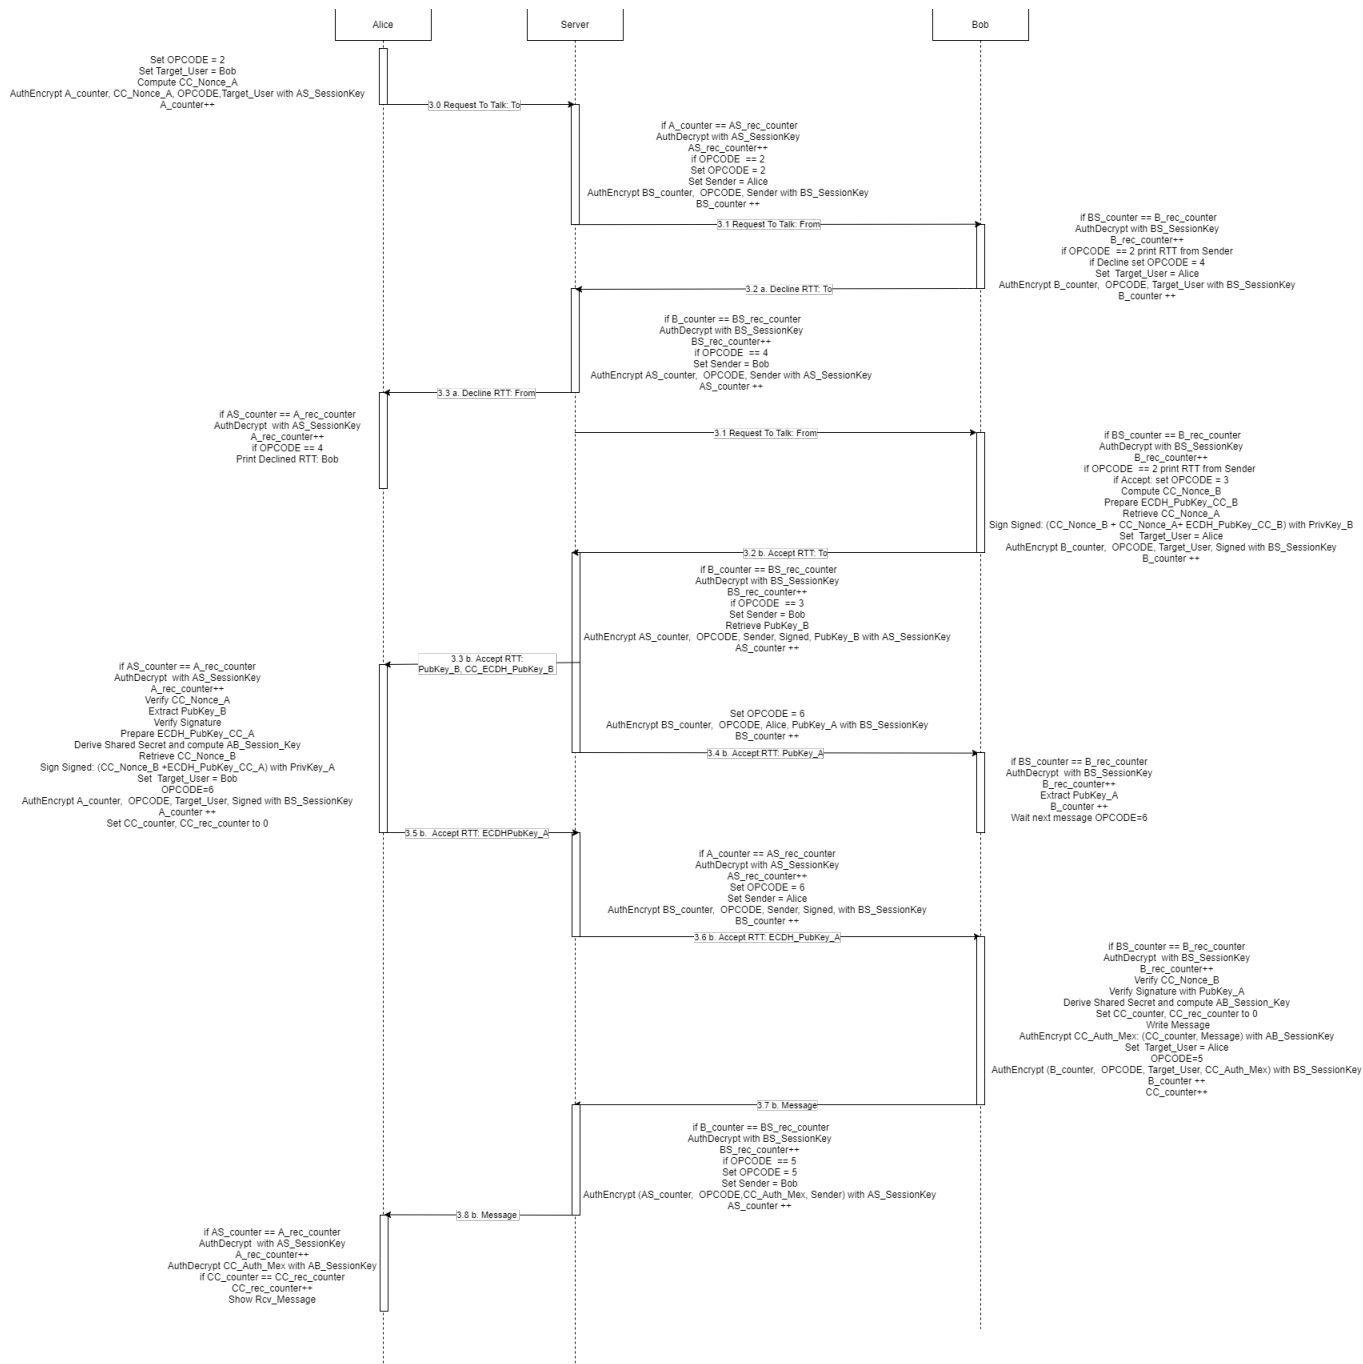 Alice
Server
Bob
Set OPCODE = 2
Set Target_User = Bob
Compute CC_Nonce_A
AuthEncrypt A_counter, CC_Nonce_A, OPCODE,Target_User with AS_SessionKey
A_counter++
3.0 Request To Talk: To
if A_counter == AS_rec_counter
AuthDecrypt with AS_SessionKey
AS_rec_counter++
if OPCODE == 2
Set OPCODE = 2
Set Sender = Alice
AuthEncrypt BS_counter, OPCODE, Sender with BS_SessionKey
BS_counter ++
3.1 Request To Talk: From
if BS_counter == B_rec_counter
AuthDecrypt with BS_SessionKey
B_rec_counter++
if OPCODE == 2 print RTT from Sender
if Decline set OPCODE = 4
Set Target_User = Alice
AuthEncrypt B_counter, OPCODE, Target_User with BS_SessionKey
B_counter ++
3.2 a. Decline RTT: To
if B_counter == BS_rec_counter
AuthDecrypt with BS_SessionKey
BS_rec_counter++
if OPCODE == 4
Set Sender = Bob
AuthEncrypt AS_counter, OPCODE, Sender with AS_SessionKey
AS_counter ++
3.3 a. Decline RTT: From
if AS_counter == A_rec_counter
AuthDecrypt with AS_SessionKey
A_rec_counter++
if OPCODE == 4
Print Declined RTT: Bob
3.1 Request To Talk: From
if BS_counter == B_rec_counter
AuthDecrypt with BS_SessionKey
B_rec_counter++
if OPCODE == 2 print RTT from Sender
if Accept: set OPCODE = 3
Compute CC_Nonce_B
Prepare ECDH_PubKey_CC_B
Retrieve CC_Nonce_A
Sign Signed: (CC_Nonce_B + CC_Nonce_A+ ECDH_PubKey_CC_B) with PrivKey_B
Set Target_User = Alice
AuthEncrypt B_counter, OPCODE, Target_User, Signed with BS_SessionKey
B_counter ++
3.2 b. Accept RTT: To
if B_counter == BS_rec_counter
AuthDecrypt with BS_SessionKey
BS_rec_counter++
if OPCODE == 3
Set Sender = Bob
Retrieve PubKey_B
AuthEncrypt AS_counter, OPCODE, Sender, Signed, PubKey_B with AS_SessionKey
AS_counter ++
3.3 b. Accept RTT:
PubKey_B, CC_ECDH_PubKey_B
if AS_counter == A_rec_counter
AuthDecrypt with AS_SessionKey
A_rec_counter++
Verify CC_Nonce_A
Extract PubKey_B
Verify Signature
Prepare ECDH_PubKey_CC_A
Derive Shared Secret and compute AB_Session_Key
Retrieve CC_Nonce_B
Sign Signed: (CC_Nonce_B +ECDH_PubKey_CC_A) with PrivKey_A
Set Target_User = Bob
OPCODE=6
AuthEncrypt A_counter, OPCODE, Target_User, Signed with BS_SessionKey
A_counter ++
Set CC_counter, CC_rec_counter to 0
Set OPCODE = 6
AuthEncrypt BS_counter, OPCODE, Alice, PubKey_A with BS_SessionKey
BS_counter ++
3.4 b. Accept RTT: PubKey_A
if BS_counter == B_rec_counter
AuthDecrypt with BS_SessionKey
B_rec_counter++
Extract PubKey_A
B_counter ++
Wait next message OPCODE=6
3.5 b. Accept RTT: ECDHPubKey_A
if A_counter == AS_rec_counter
AuthDecrypt with AS_SessionKey
AS_rec_counter++
Set OPCODE = 6
Set Sender = Alice
AuthEncrypt BS_counter, OPCODE, Sender, Signed, with BS_SessionKey
BS_counter ++
3.6 b. Accept RTT: ECDH_PubKey_A
if BS_counter == B_rec_counter
AuthDecrypt with BS_SessionKey
B_rec_counter++
Verify CC_Nonce_B
Verify Signature with PubKey_A
Derive Shared Secret and compute AB_Session_Key
Set CC_counter, CC_rec_counter to 0
Write Message
AuthEncrypt CC_Auth_Mex: (CC_counter, Message) with AB_SessionKey
Set Target_User = Alice
OPCODE=5
AuthEncrypt (B_counter, OPCODE, Target_User, CC_Auth_Mex) with BS_SessionKey
B_counter ++
CC_counter++
3.7 b. Message
if B_counter == BS_rec_counter
AuthDecrypt with BS_SessionKey
BS_rec_counter++
if OPCODE == 5
Set OPCODE = 5
Set Sender = Bob
AuthEncrypt (AS_counter, OPCODE,CC_Auth_Mex, Sender) with AS_SessionKey
AS_counter ++
3.8 b. Message
if AS_counter == A_rec_counter
AuthDecrypt with AS_SessionKey
A_rec_counter++
AuthDecrypt CC_Auth_Mex with AB_SessionKey
if CC_counter == CC_rec_counter
CC_rec_counter++
Show Rcv_Message